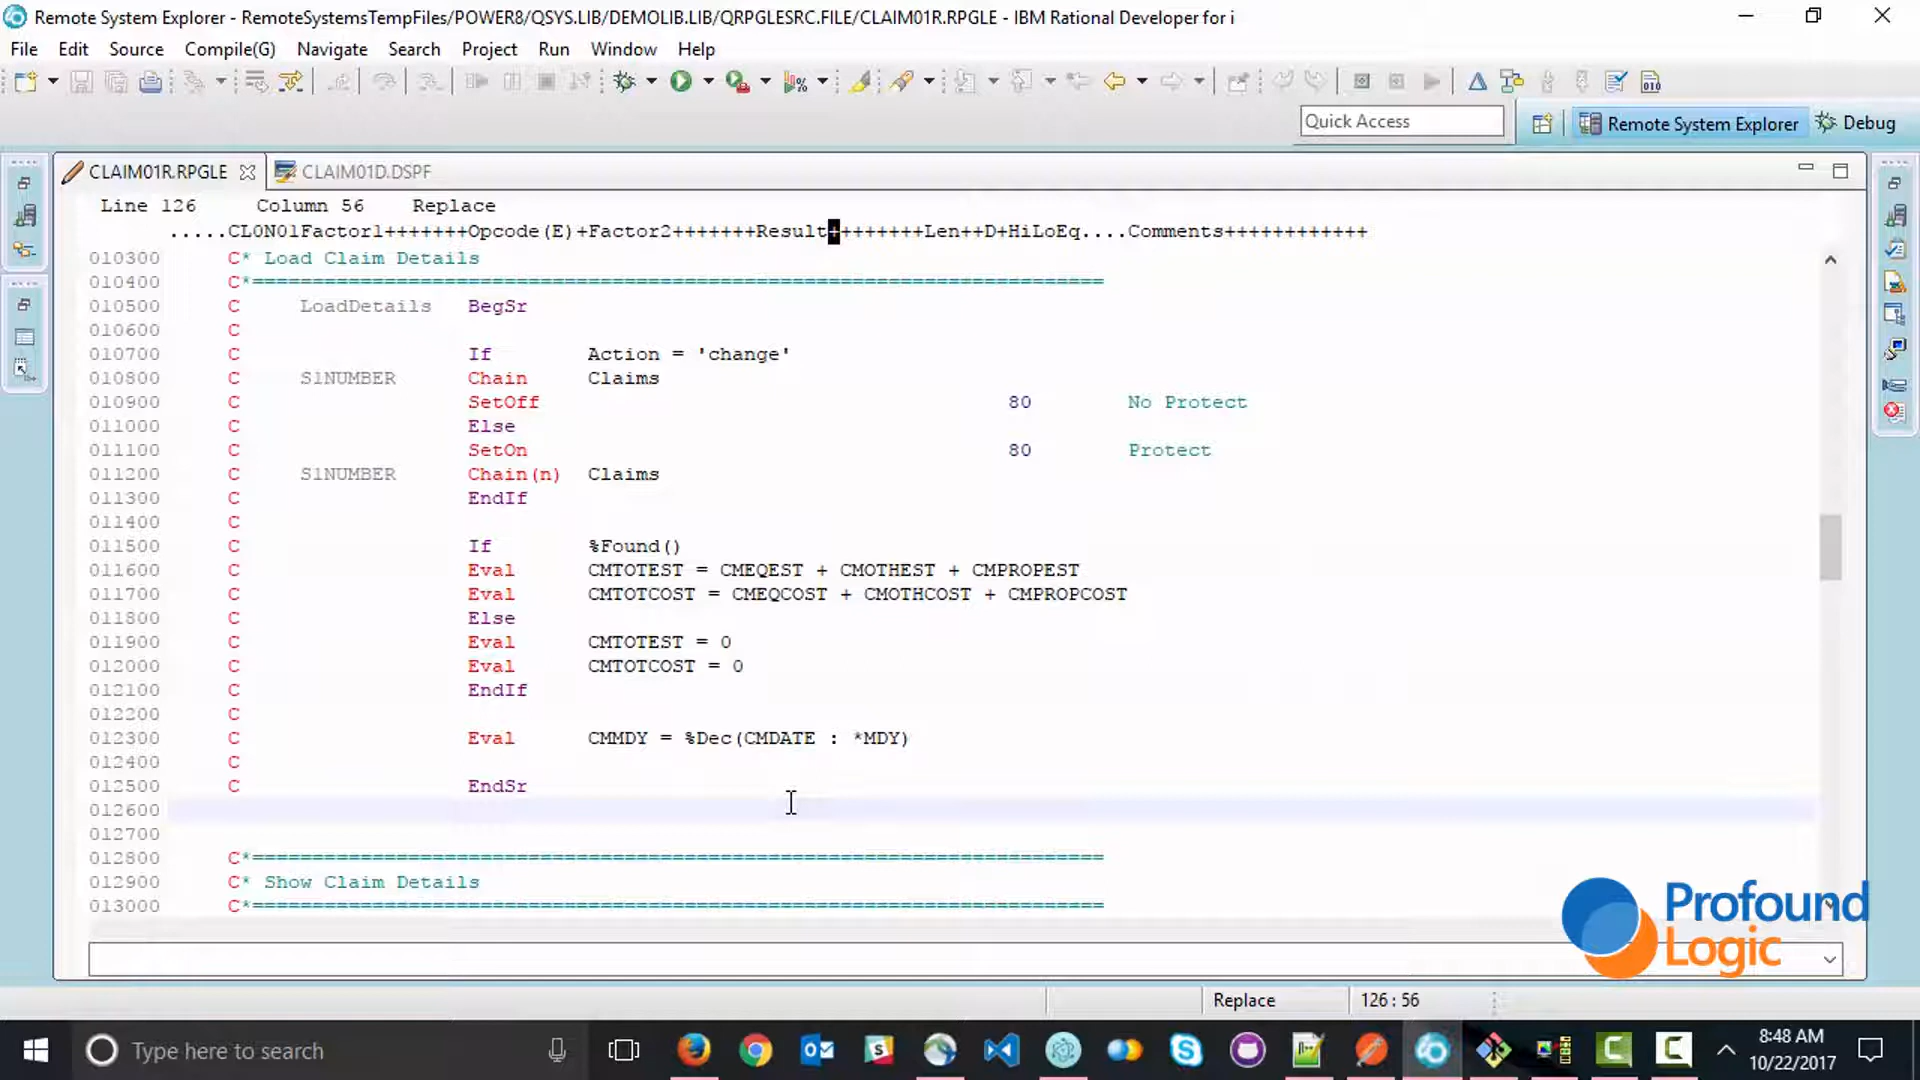 Remote System Explorer - RemoteSystemsTempFiles/POWER8/QSYS.LIB/DEMOLIB.LIB/QRPGLESRC.FILE/CLAIM01R.RPGLE - IBM Rational Developer for i
File Edit Source Compile(G) Navigate Search Project Run Window Help
Quick Access Remote System Explorer Debug
CLAIM01R.RPGLE CLAIM01D.DSPF
Line 126 Column 56 Replace
.....CL0N01Factor1+++++++Opcode(E)+Factor2+++++++Result++++++++Len++D+HiLoEq....Comments++++++++++++
010300 C* Load Claim Details
010400 C*=======================================================================
010500 C LoadDetails BegSr
010600 C
010700 C If Action = 'change'
010800 C S1NUMBER Chain Claims
010900 C SetOff 80 No Protect
011000 C Else
011100 C SetOn 80 Protect
011200 C S1NUMBER Chain(n) Claims
011300 C EndIf
011400 C
011500 C If %Found()
011600 C Eval CMTOTEST = CMEQEST + CMOTHEST + CMPROPEST
011700 C Eval CMTOTCOST = CMEQCOST + CMOTHCOST + CMPROPCOST
011800 C Else
011900 C Eval CMTOTEST = 0
012000 C Eval CMTOTCOST = 0
012100 C EndIf
012200 C
012300 C Eval CMMDY = %Dec(CMDATE : *MDY)
012400 C
012500 C EndSr
012600
012700
012800 C*=======================================================================
012900 C* Show Claim Details
013000 C*=======================================================================
Profound
Logic
Replace 126 : 56
Type here to search
8:48 AM
10/22/2017